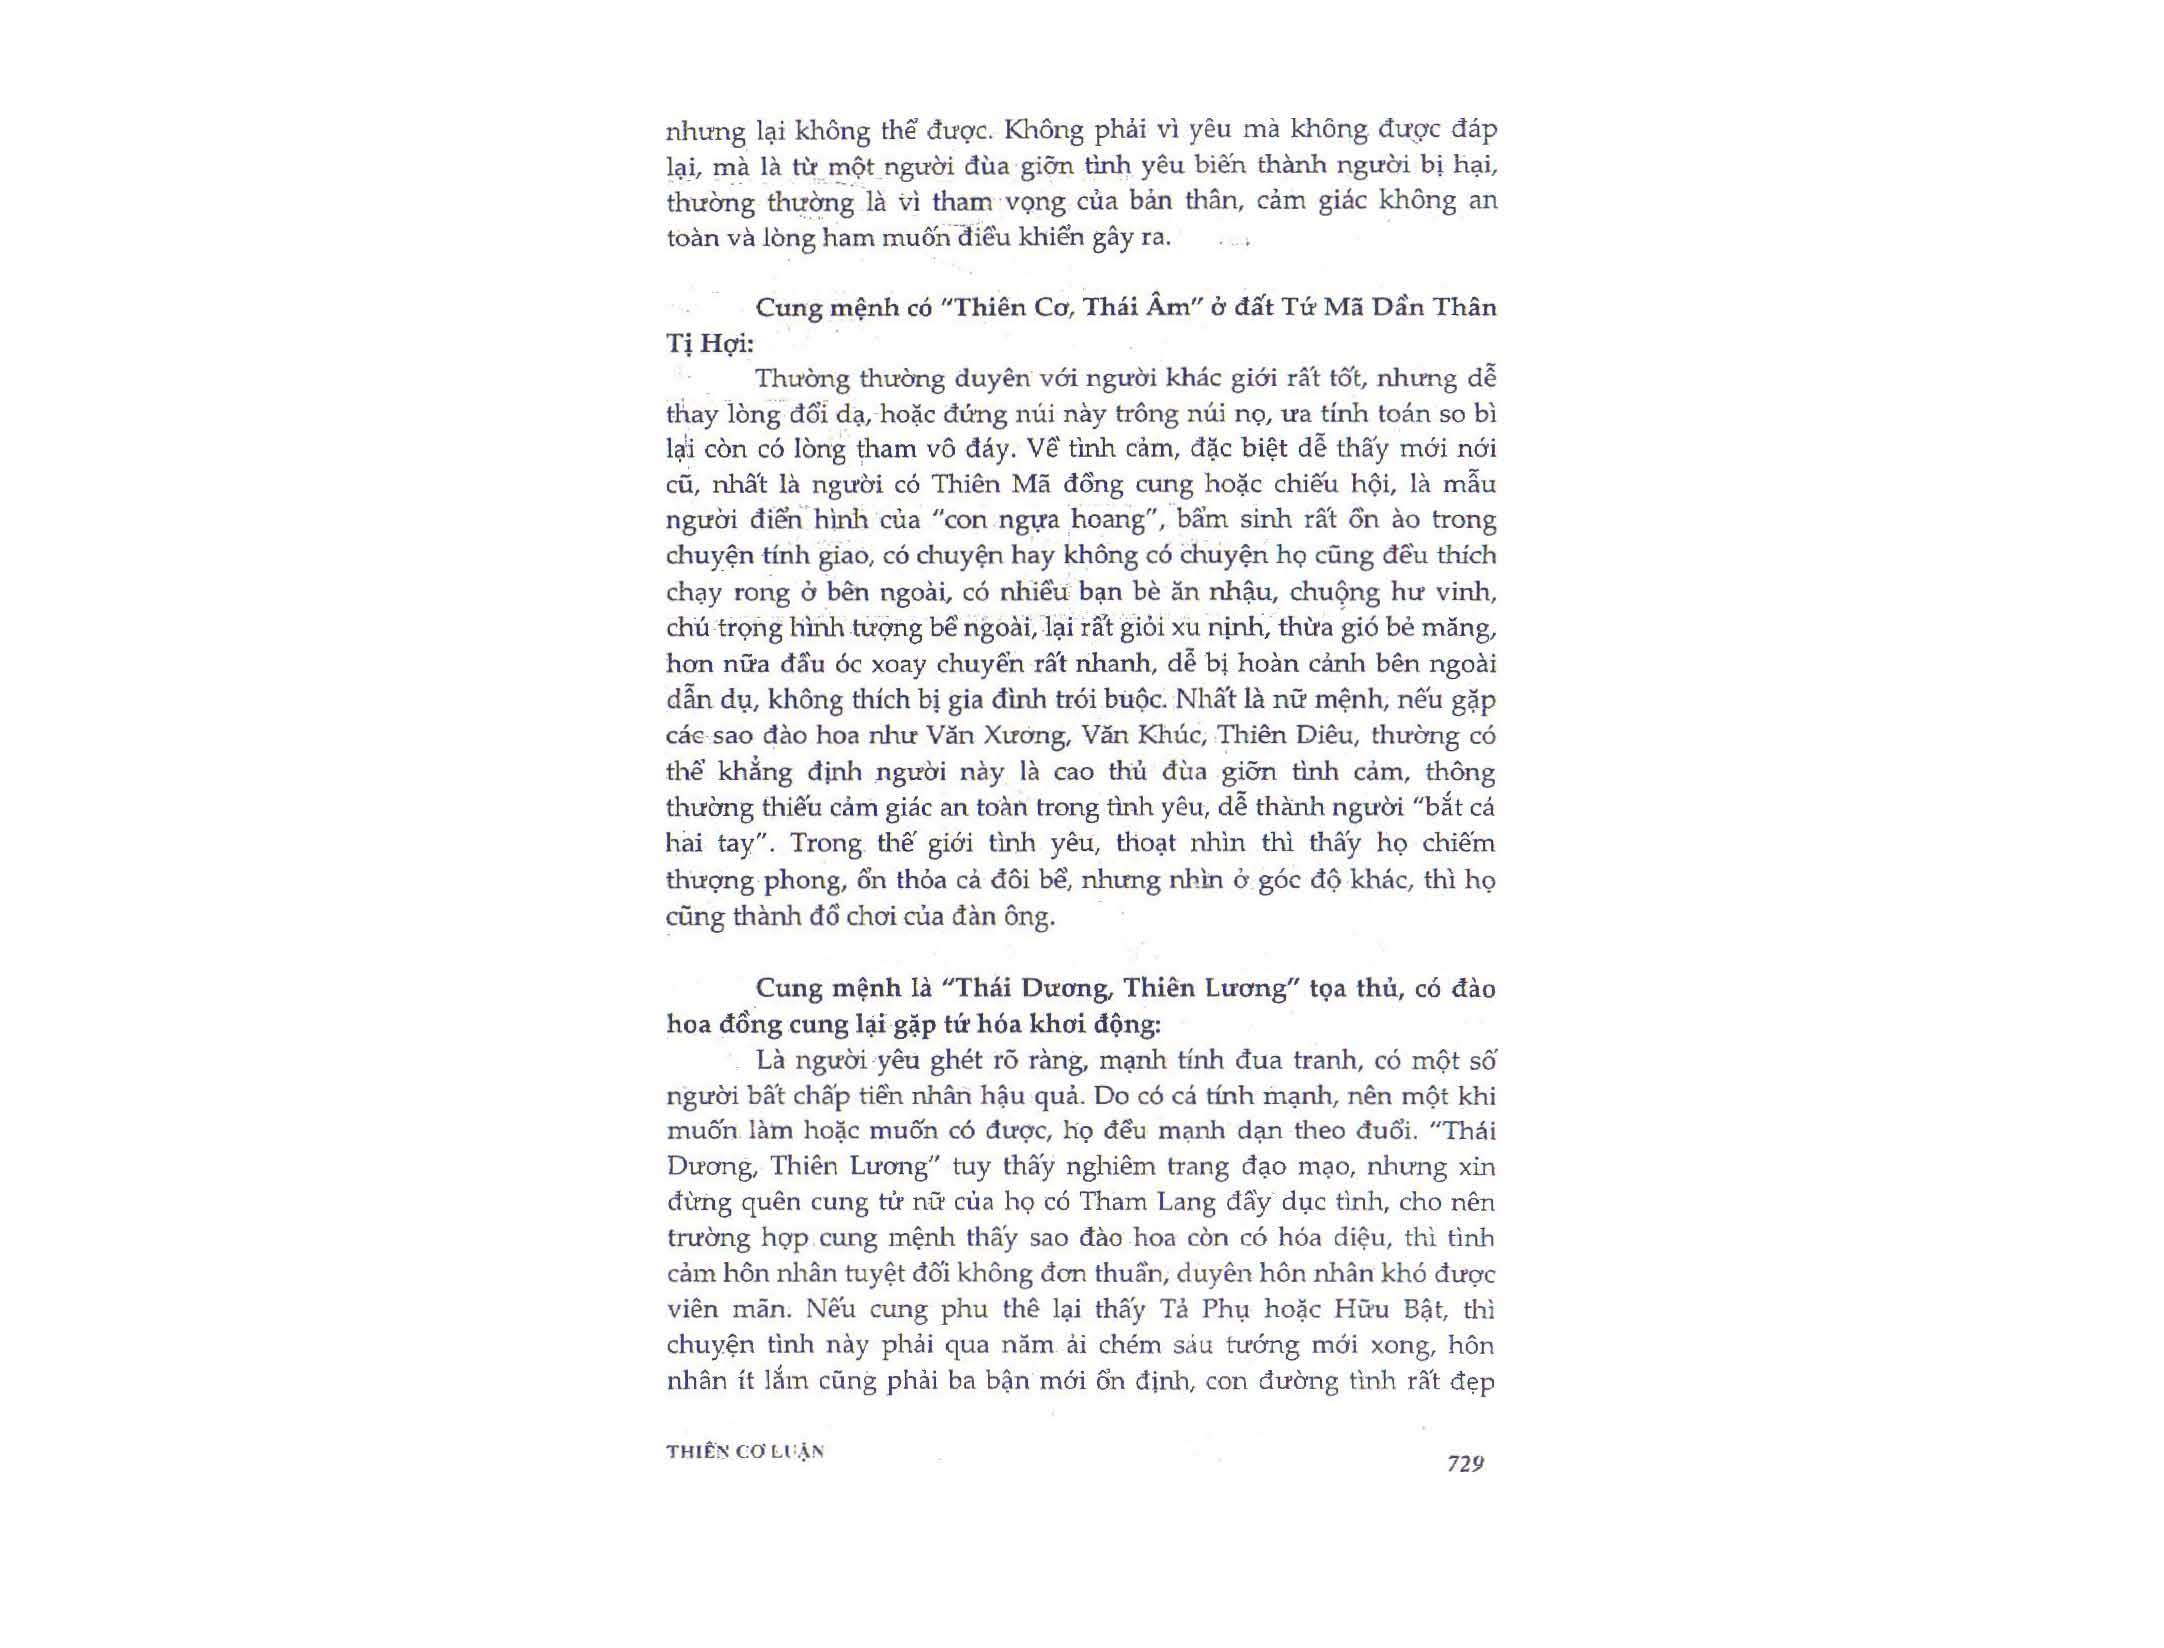 nhưng lại không thể được. Không phải vì yêu mà không được đáp
lại, mà là từ một người đùa giỡn tình yêu biến thành người bị hại,
thường thường là vì tham vọng của bản thân, cảm giác không an
toàn và lòng ham muốn điều khiển gây ra.
Cung mệnh có "Thiên Cơ, Thái Âm" ở đất Tứ Mã Dần Thân
Tị Hợi:
Thường thường duyên với người khác giới rất tốt, nhưng dễ
thay lòng đổi dạ, hoặc đứng núi này trông núi nọ, ưa tính toán so bì
lại còn có lòng tham vô đáy. Về tình cảm, đặc biệt dễ thấy mới nới
cũ, nhất là người có Thiên Mã đồng cung hoặc chiếu hội, là mẫu
người điển hình của "con ngựa hoang", bẩm sinh rất ồn ào trong
chuyện tính giao, có chuyện hay không có chuyện họ cũng đều thích
chạy rong ở bên ngoài, có nhiều bạn bè ăn nhậu, chuộng hư vinh,
chú trọng hình tượng bề ngoài, lại rất giỏi xu nịnh, thừa gió bẻ măng,
hơn nữa đầu óc xoay chuyển rất nhanh, dễ bị hoàn cảnh bên ngoài
dẫn dụ, không thích bị gia đình trói buộc. Nhất là nữ mệnh, nếu gặp
các sao đào hoa như Văn Xương, Văn Khúc, Thiên Diêu, thường có
thể khẳng định người này là cao thủ đùa giỡn tình cảm, thông
thường thiếu cảm giác an toàn trong tình yêu, dễ thành người "bắt cá
hai tay". Trong thế giới tình yêu, thoạt nhìn thì thấy họ chiếm
thượng phong, ổn thỏa cả đôi bề, nhưng nhìn ở góc độ khác, thì họ
cũng thành đồ chơi của đàn ông.
Cung mệnh là "Thái Dương, Thiên Lương" tọa thủ, có đào
hoa đồng cung lại gặp tứ hóa khơi động:
Là người yêu ghét rõ ràng, mạnh tính đua tranh, có một số
người bất chấp tiền nhân hậu quả. Do có cá tính mạnh, nên một khi
muốn làm hoặc muốn có được, họ đều mạnh dạn theo đuổi. "Thái
Dương, Thiên Lương" tuy thấy nghiêm trang đạo mạo, nhưng xin
đừng quên cung tử nữ của họ có Tham Lang đầy dục tình, cho nên
trường hợp cung mệnh thấy sao đào hoa còn có hóa diệu, thì tình
cảm hôn nhân tuyệt đối không đơn thuần, duyên hôn nhân khó được
viên mãn. Nếu cung phu thê lại thấy Tả Phụ hoặc Hữu Bật, thì
chuyện tình này phải qua năm ải chém sáu tướng mới xong, hôn
nhân ít lắm cũng phải ba bận mới ổn định, con đường tình rất đẹp
THIÊN CƠ LUẬN
729